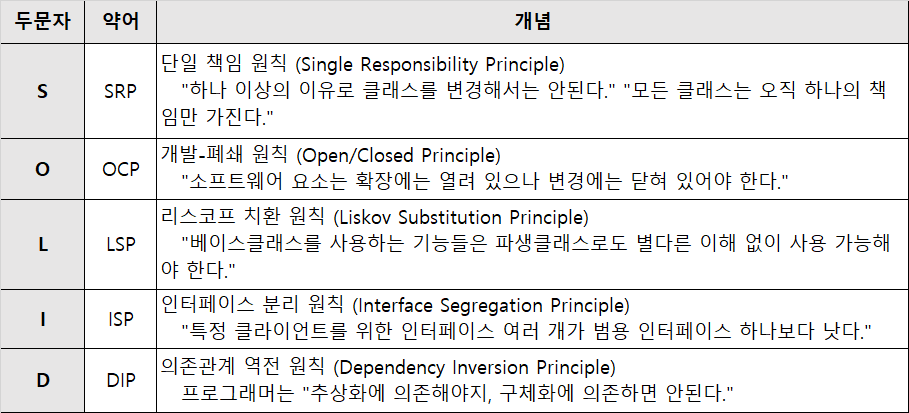 두문자 약어 개념
S SRP 단일 책임 원칙 (Single Responsibility Principle)
"하나 이상의 이유로 클래스를 변경해서는 안된다." "모든 클래스는 오직 하나의 책
임만 가진다."
O OCP 개발-폐쇄 원칙 (Open/Closed Principle)
"소프트웨어 요소는 확장에는 열려 있으나 변경에는 닫혀 있어야 한다."
L LSP 리스코프 치환 원칙 (Liskov Substitution Principle)
"베이스클래스를 사용하는 기능들은 파생클래스로도 별다른 이해 없이 사용 가능해
야 한다."
I ISP 인터페이스 분리 원칙 (Interface Segregation Principle)
"특정 클라이언트를 위한 인터페이스 여러 개가 범용 인터페이스 하나보다 낫다."
D DIP 의존관계 역전 원칙 (Dependency Inversion Principle)
프로그래머는 "추상화에 의존해야지, 구체화에 의존하면 안된다."